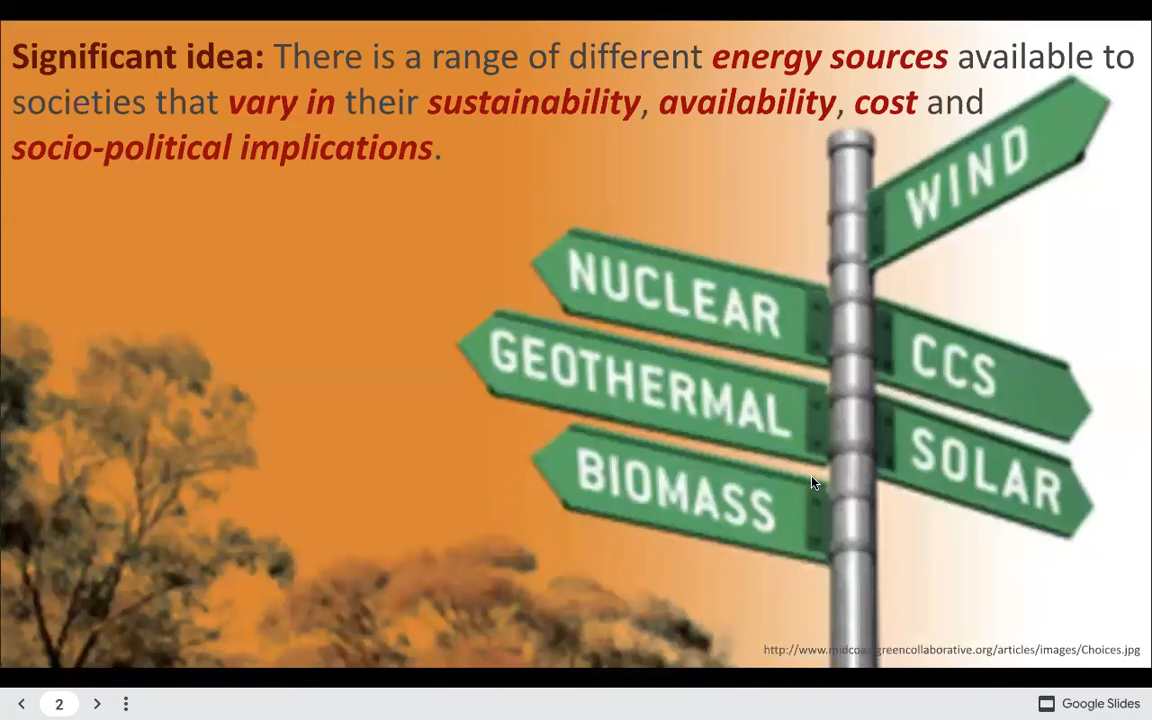 Significant idea: There is a range of different energy sources available to
societies that vary in their sustainability, availability, cost and
socio-political implications.
WIND
NUCLEAR
CCS
GEOTHERMAL
SOLAR
BIOMASS
greencollaborative.org/articles/images/Choices.jpg
2
Google Slides